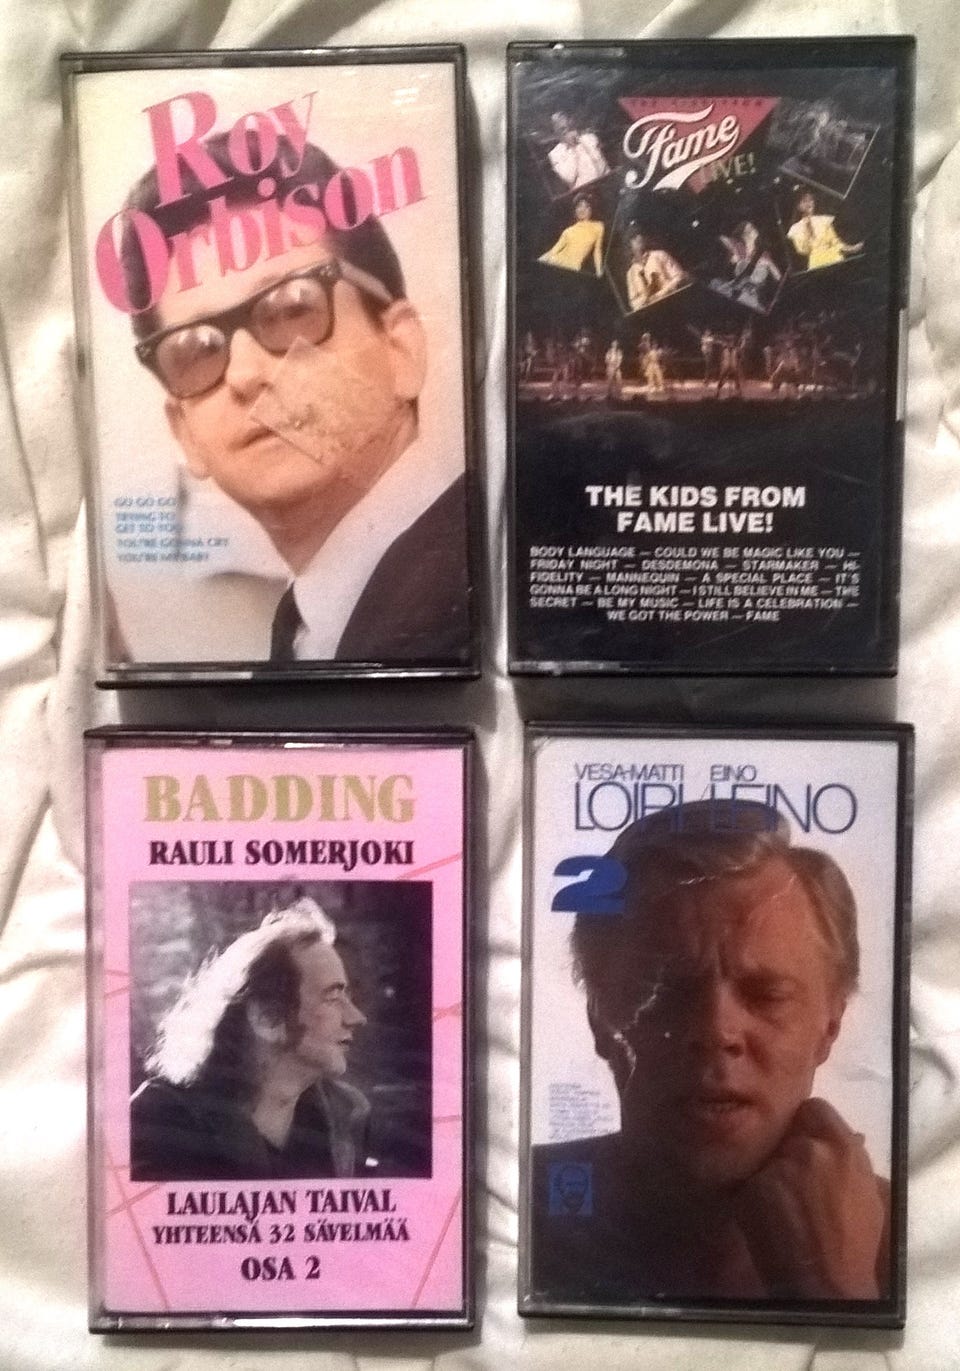 Roy
Orbison
GO GO GO
TRYING TO
GET TO YOU
YOU'RE GONNA CRY
YOU'RE MY BABY
THE KIDS FROM
Fame
LIVE!
THE KIDS FROM
FAME LIVE!
BODY LANGUAGE — COULD WE BE MAGIC LIKE YOU —
FRIDAY NIGHT — DESDEMONA — STARMAKER — HI-
FIDELITY — MANNEQUIN — A SPECIAL PLACE — IT'S
GONNA BE A LONG NIGHT — I STILL BELIEVE IN ME — THE
SECRET — BE MY MUSIC — LIFE IS A CELEBRATION —
WE GOT THE POWER — FAME
BADDING
RAULI SOMERJOKI
LAULAJAN TAIVAL
YHTEENSÄ 32 SÄVELMÄÄ
OSA 2
VESA-MATTI EINO
LOIRI/LEINO
2